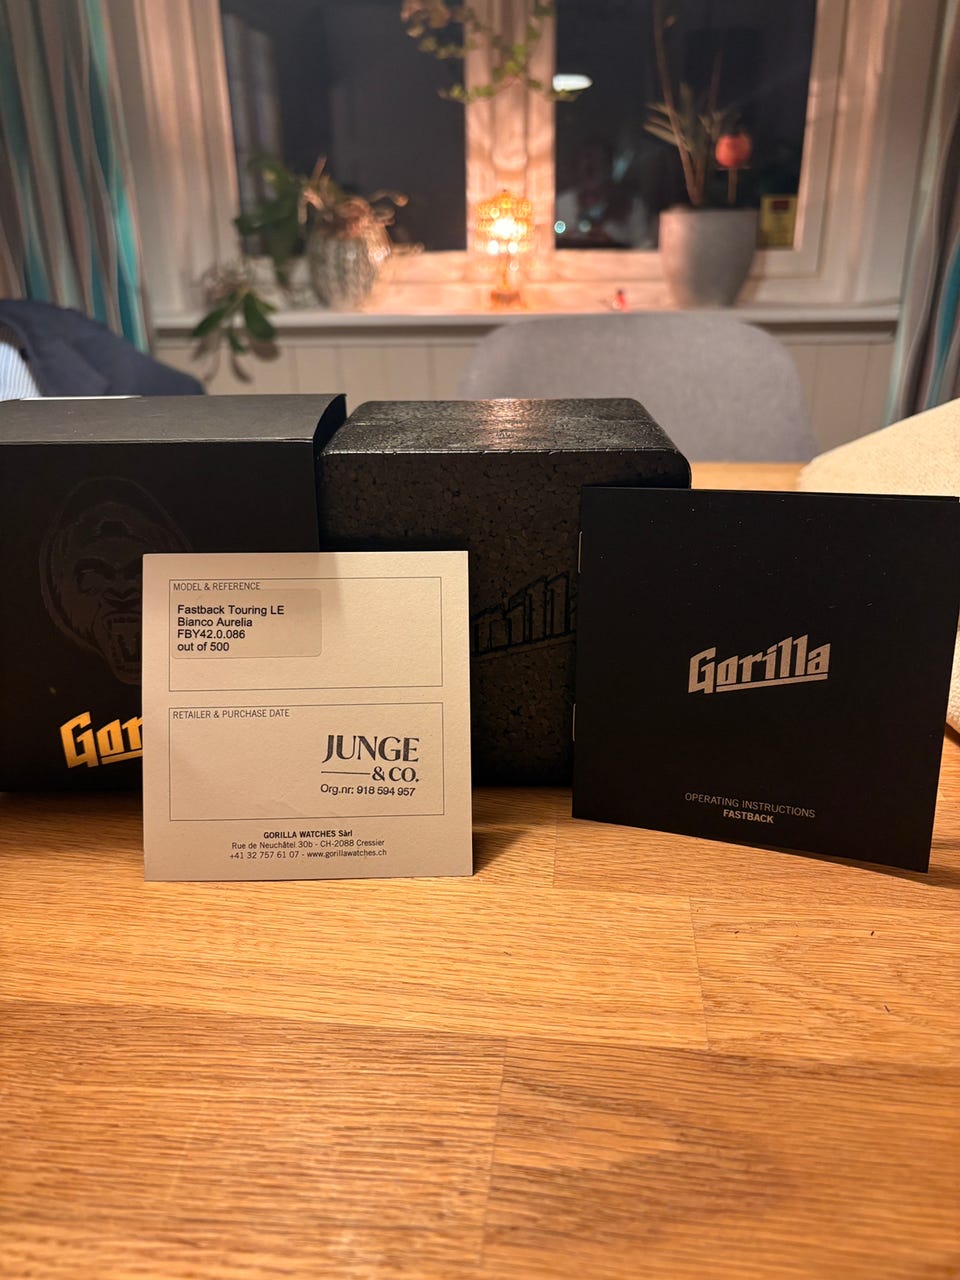 MODEL & REFERENCE
Fastback Touring LE
Bianco Aurelia
FBY42.0.086
out of 500
RETAILER & PURCHASE DATE
JUNGE
& CO.
Org.nr: 918 594 957
GORILLA WATCHES Sàrl
Rue de Neuchâtel 30b - CH-2088 Cressier
+41 32 757 61 07 - www.gorillawatches.ch
Gor
rilla
Gorilla
OPERATING INSTRUCTIONS
FASTBACK